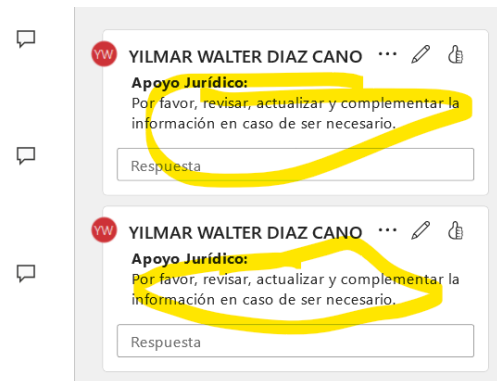 YW YILMAR WALTER DIAZ CANO ...
Apoyo Jurídico:
Por favor, revisar, actualizar y complementar la
información en caso de ser necesario.
Respuesta
YW YILMAR WALTER DIAZ CANO ...
Apoyo Jurídico:
Por favor, revisar, actualizar y complementar la
información en caso de ser necesario.
Respuesta